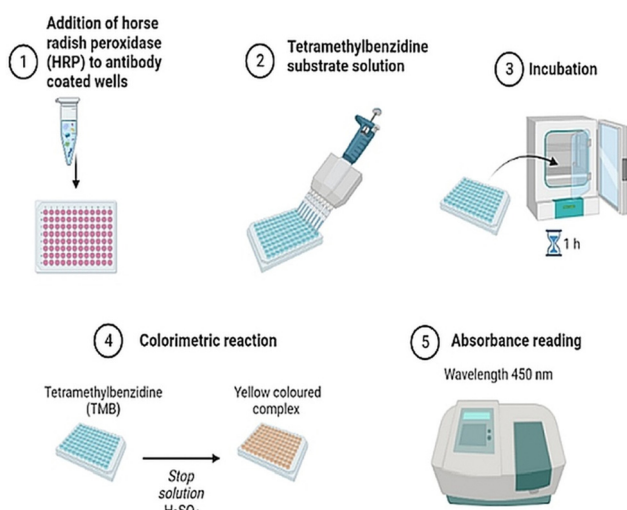 1
Addition of horse
radish peroxidase
(HRP) to antibody
coated wells
2
Tetramethylbenzidine
substrate solution
3
Incubation
1 h
4
Colorimetric reaction
Tetramethylbenzidine
(TMB)
Yellow coloured
complex
Stop
solution
5
Absorbance reading
Wavelength 450 nm